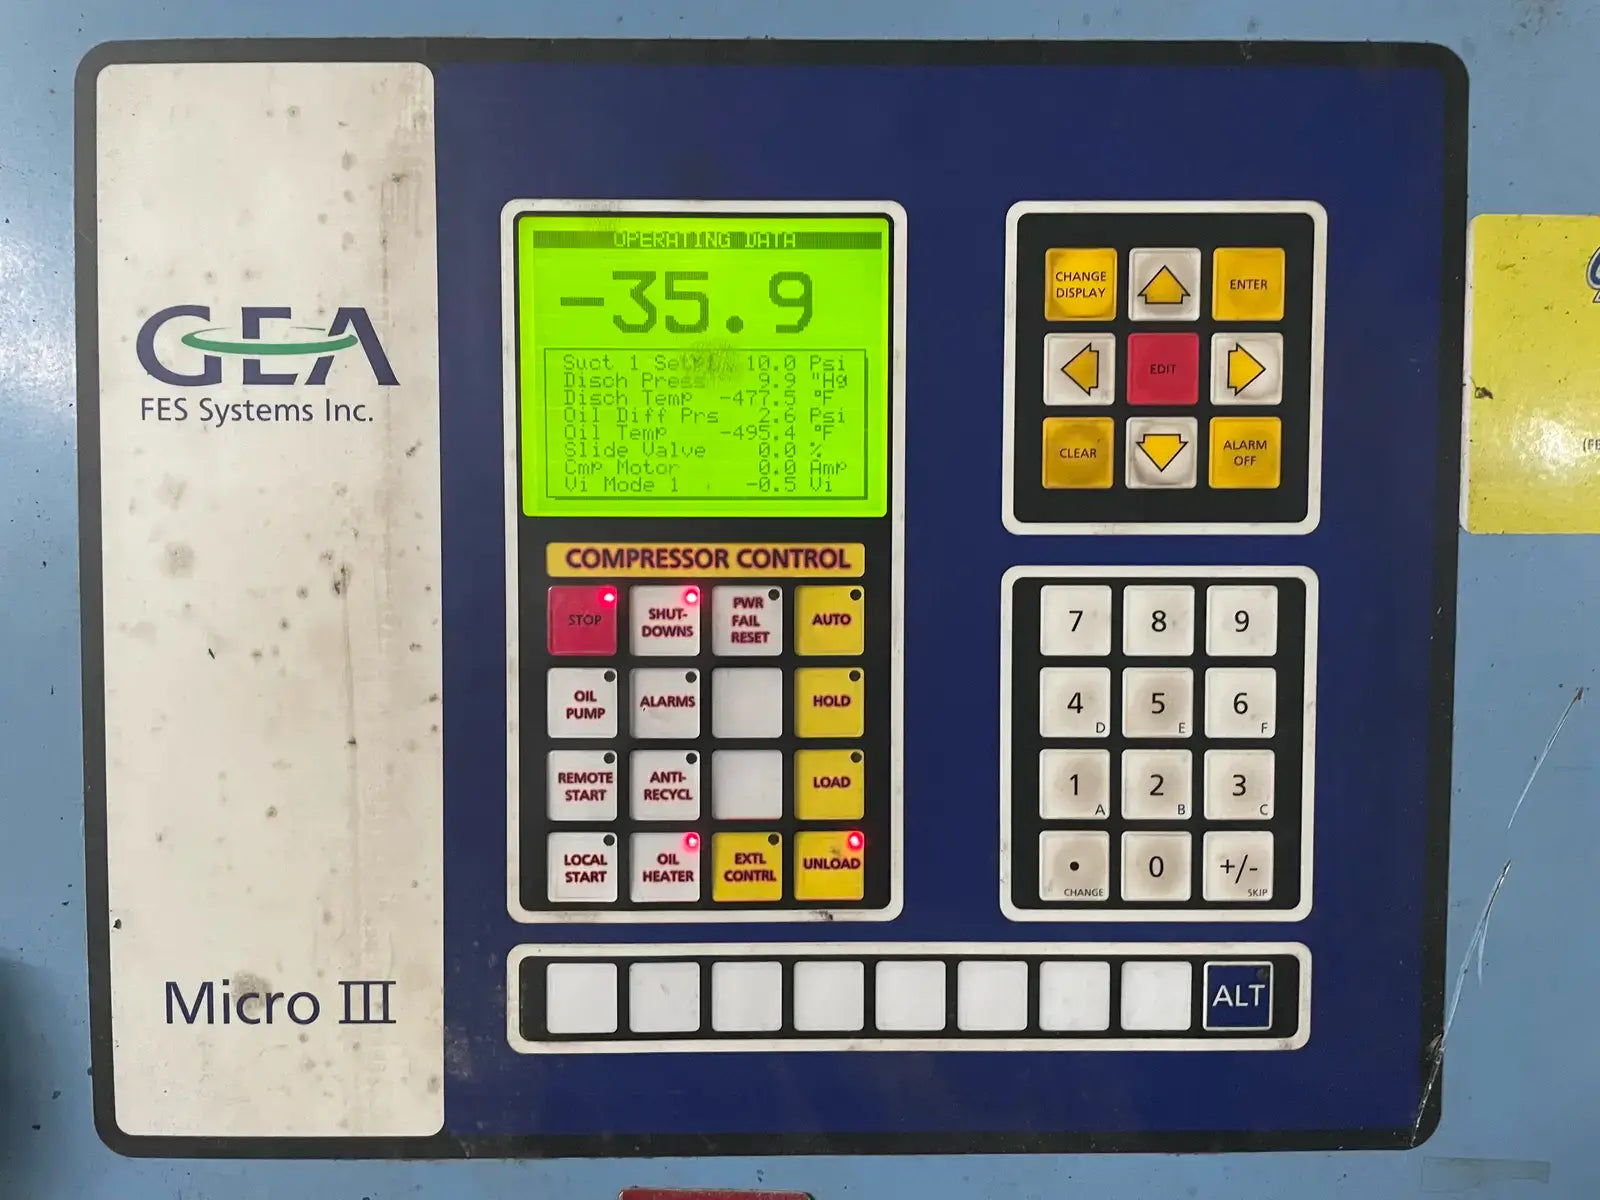 GEA
FES Systems Inc.
Micro III
OPERATING DATA
-35.9
Suct 1 10.0 Psi
Disch Press 9.9 "Hg
Disch Temp -477.5 °F
Oil Diff Prs 2.6 Psi
Oil Temp -495.4 °F
Slide Valve 0.0 %
Cmp Motor 0.0 Amp
Vi Mode 1 -0.5 Vi
COMPRESSOR CONTROL
STOP
SHUT-
DOWNS
PWR
FAIL
RESET
AUTO
OIL
PUMP
ALARMS
HOLD
REMOTE
START
ANTI-
RECYCL
LOAD
LOCAL
START
OIL
HEATER
EXTL
CONTRL
UNLOAD
CHANGE
DISPLAY
ENTER
EDIT
CLEAR
ALARM
OFF
7
8
9
4 D
5 E
6 F
1 A
2 B
3 C
.
CHANGE
0
+/-
SKIP
ALT